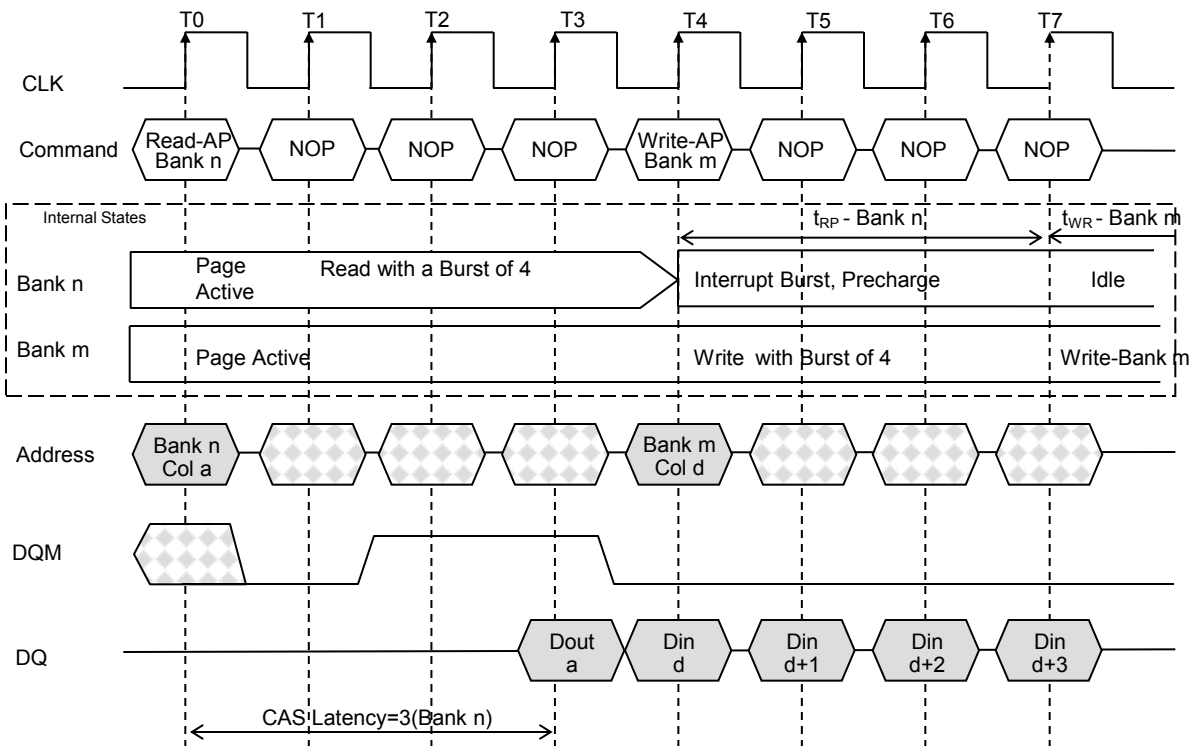 T0 T1 T2 T3 T4 T5 T6 T7
CLK
Command
Read-AP
Bank n
NOP
NOP
NOP
Write-AP
Bank m
NOP
NOP
NOP
Internal States
tRP - Bank n
tWR - Bank m
Bank n
Page
Active
Read with a Burst of 4
Interrupt Burst, Precharge
Idle
Bank m
Page Active
Write with Burst of 4
Write-Bank m
Address
Bank n
Col a
Bank m
Col d
DQM
DQ
Dout
a
Din
d
Din
d+1
Din
d+2
Din
d+3
CAS Latency=3(Bank n)